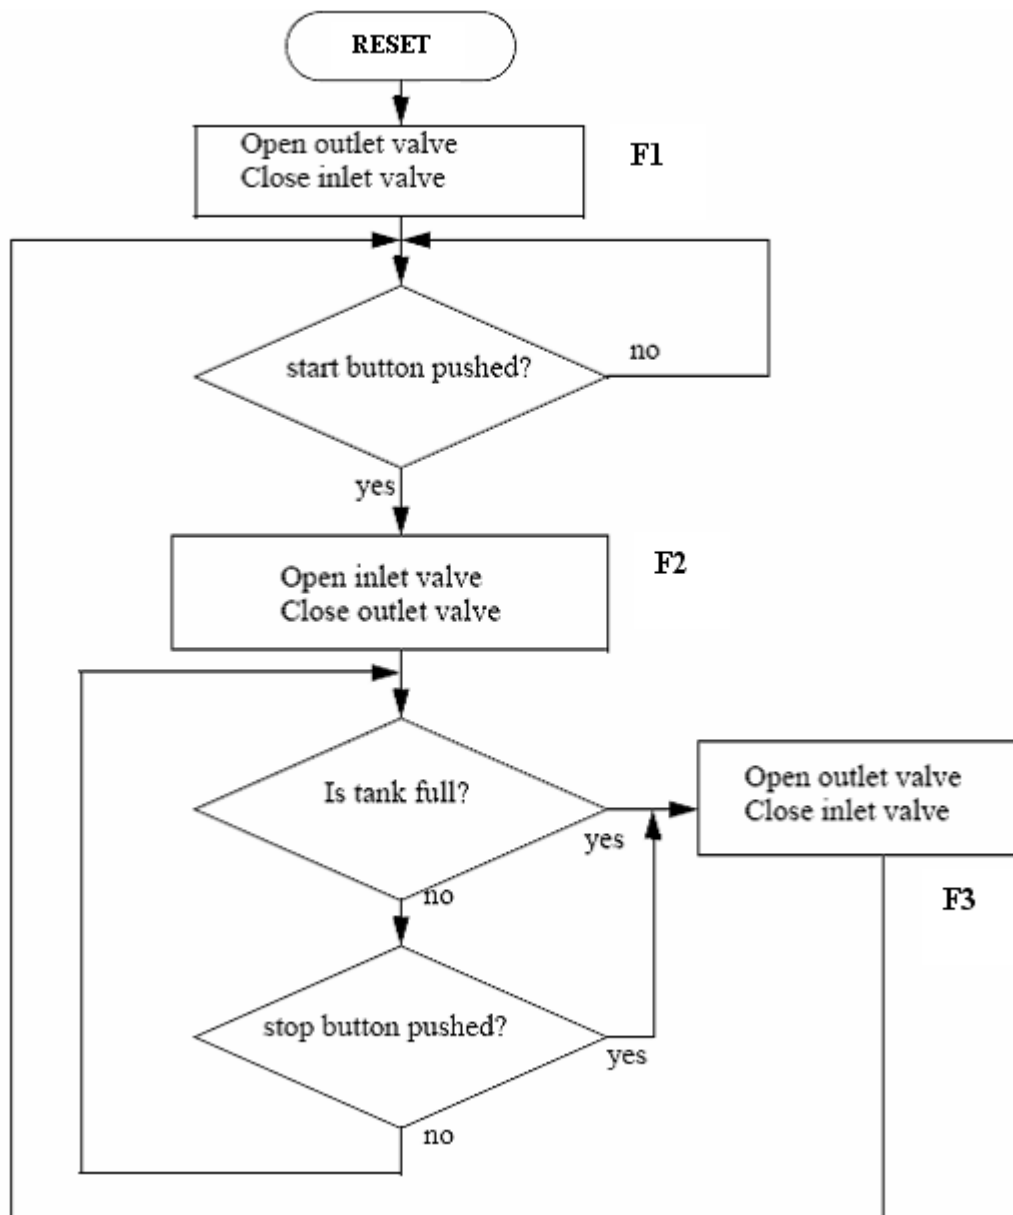 RESET
Open outlet valve
Close inlet valve
F1
start button pushed?
no
yes
F2
Open inlet valve
Close outlet valve
Is tank full?
yes
no
Open outlet valve
Close inlet valve
F3
stop button pushed?
yes
no